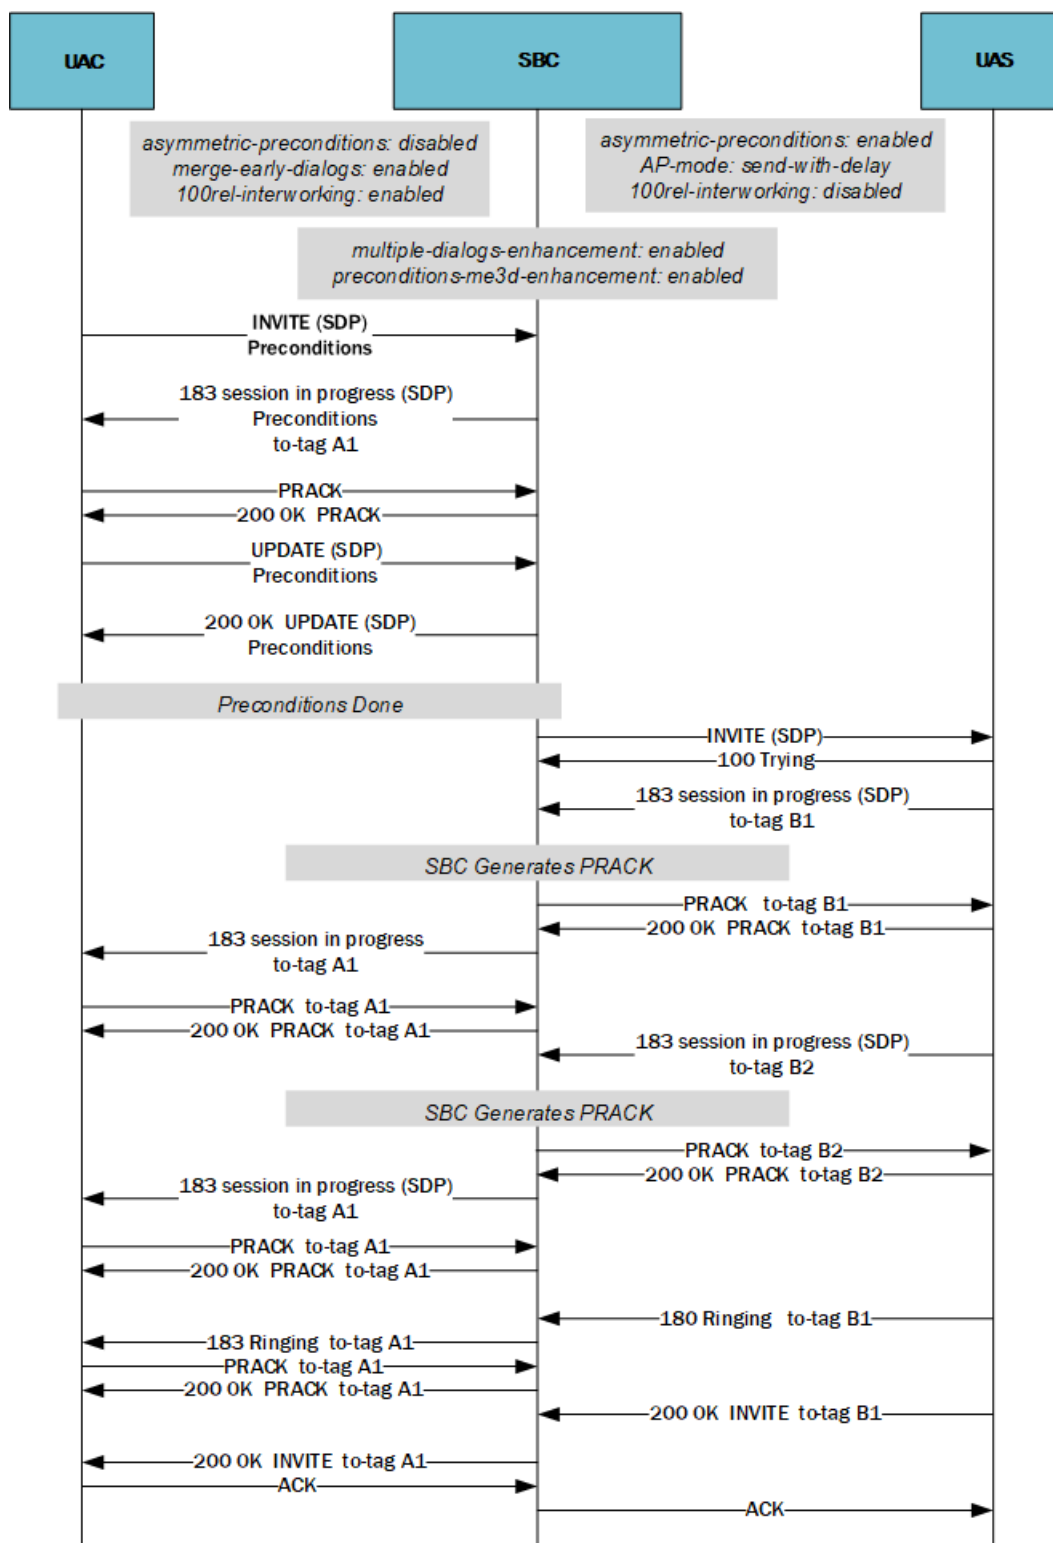 UAC
SBC
UAS
asymmetric-preconditions: disabled
merge-early-dialogs: enabled
100rel-interworking: enabled
asymmetric-preconditions: enabled
AP-mode: send-with-delay
100rel-interworking: disabled
multiple-dialogs-enhancement: enabled
preconditions-me3d-enhancement: enabled
INVITE (SDP)
Preconditions
183 session in progress (SDP)
Preconditions
to-tag A1
PRACK
200 OK PRACK
UPDATE (SDP)
Preconditions
200 OK UPDATE (SDP)
Preconditions
Preconditions Done
INVITE (SDP)
100 Trying
183 session in progress (SDP)
to-tag B1
SBC Generates PRACK
PRACK to-tag B1
200 OK PRACK to-tag B1
183 session in progress
to-tag A1
PRACK to-tag A1
200 OK PRACK to-tag A1
183 session in progress (SDP)
to-tag B2
SBC Generates PRACK
PRACK to-tag B2
200 OK PRACK to-tag B2
183 session in progress (SDP)
to-tag A1
PRACK to-tag A1
200 OK PRACK to-tag A1
180 Ringing to-tag B1
183 Ringing to-tag A1
PRACK to-tag A1
200 OK PRACK to-tag A1
200 OK INVITE to-tag B1
200 OK INVITE to-tag A1
ACK
ACK